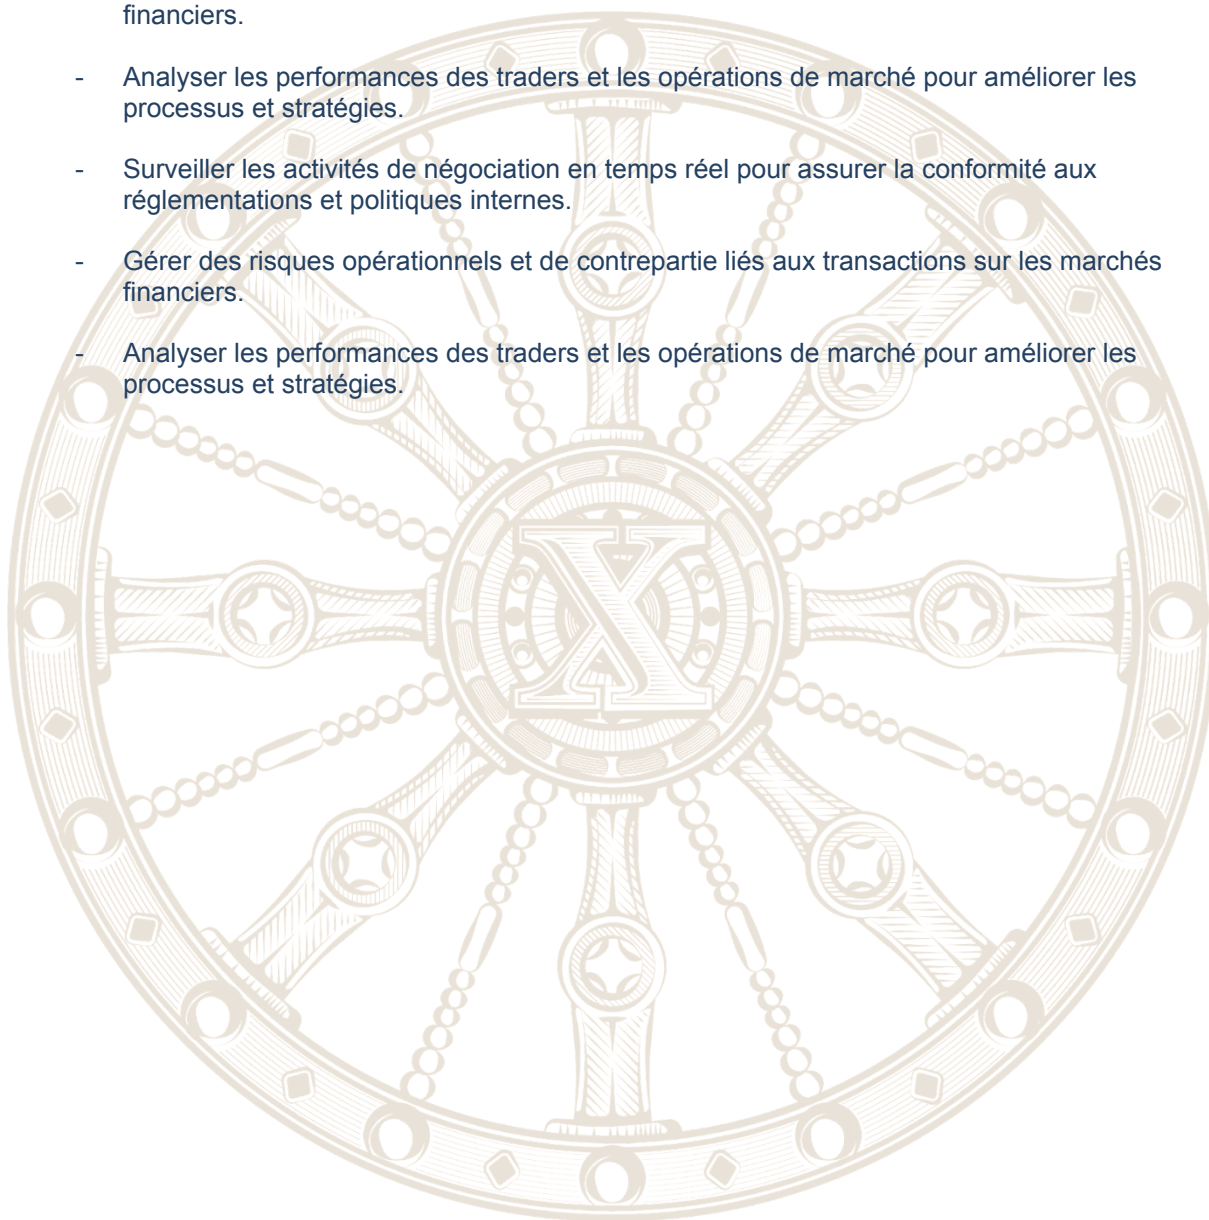 financiers.
- Analyser les performances des traders et les opérations de marché pour améliorer les
processus et stratégies.
- Surveiller les activités de négociation en temps réel pour assurer la conformité aux
réglementations et politiques internes.
- Gérer des risques opérationnels et de contrepartie liés aux transactions sur les marchés
financiers.
- Analyser les performances des traders et les opérations de marché pour améliorer les
processus et stratégies.
X